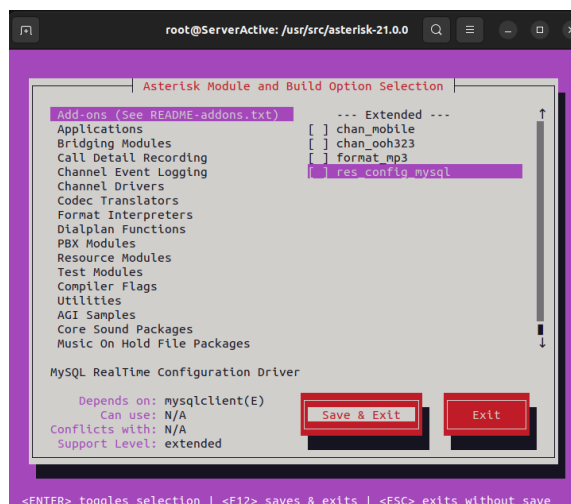 root@ServerActive: /usr/src/asterisk-21.0.0
Asterisk Module and Build Option Selection
Add-ons (See README-addons.txt)
Applications
Bridging Modules
Call Detail Recording
Channel Event Logging
Channel Drivers
Codec Translators
Format Interpreters
Dialplan Functions
PBX Modules
Resource Modules
Test Modules
Compiler Flags
Utilities
AGI Samples
Core Sound Packages
Music On Hold File Packages
--- Extended ---
[ ] chan_mobile
[ ] chan_ooh323
[ ] format_mp3
[ ] res_config_mysql
MySQL RealTime Configuration Driver
Depends on: mysqlclient(E)
Can use: N/A
Conflicts with: N/A
Support Level: extended
Save & Exit
Exit
<ENTER> toggles selection | <F12> saves & exits | <ESC> exits without save